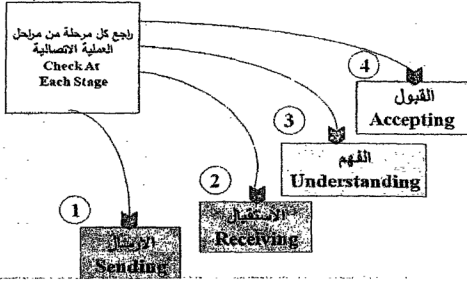 راجع كل مرحلة من مراحل
العملية الاتصالية
Check At
Each Stage
4
القبول
Accepting
3
الفهم
Understanding
2
الاستقبال
Receiving
1
الارسال
Sending